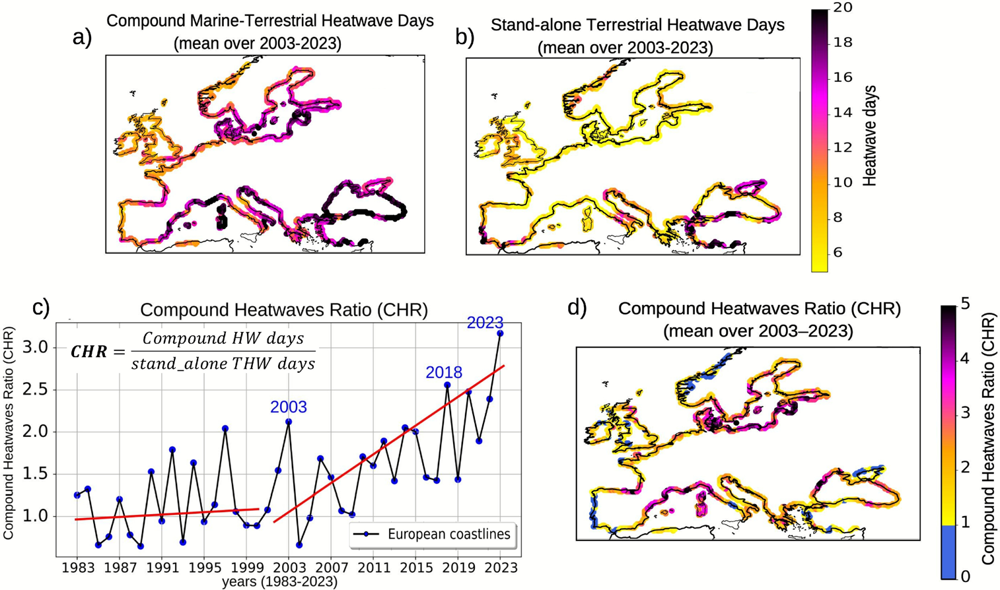 a)
Compound Marine-Terrestrial Heatwave Days
(mean over 2003-2023)
b)
Stand-alone Terrestrial Heatwave Days
(mean over 2003-2023)
20
18
16
14
12
10
8
6
Heatwave days
c)
Compound Heatwaves Ratio (CHR)
CHR = Compound HW days
stand_alone THW days
2003
2018
2023
3.0
2.5
2.0
1.5
1.0
Compound Heatwaves Ratio (CHR)
European coastlines
1983 1987 1991 1995 1999 2003 2007 2011 2015 2019 2023
years (1983-2023)
d)
Compound Heatwaves Ratio (CHR)
(mean over 2003–2023)
5
4
3
2
1
0
Compound Heatwaves Ratio (CHR)